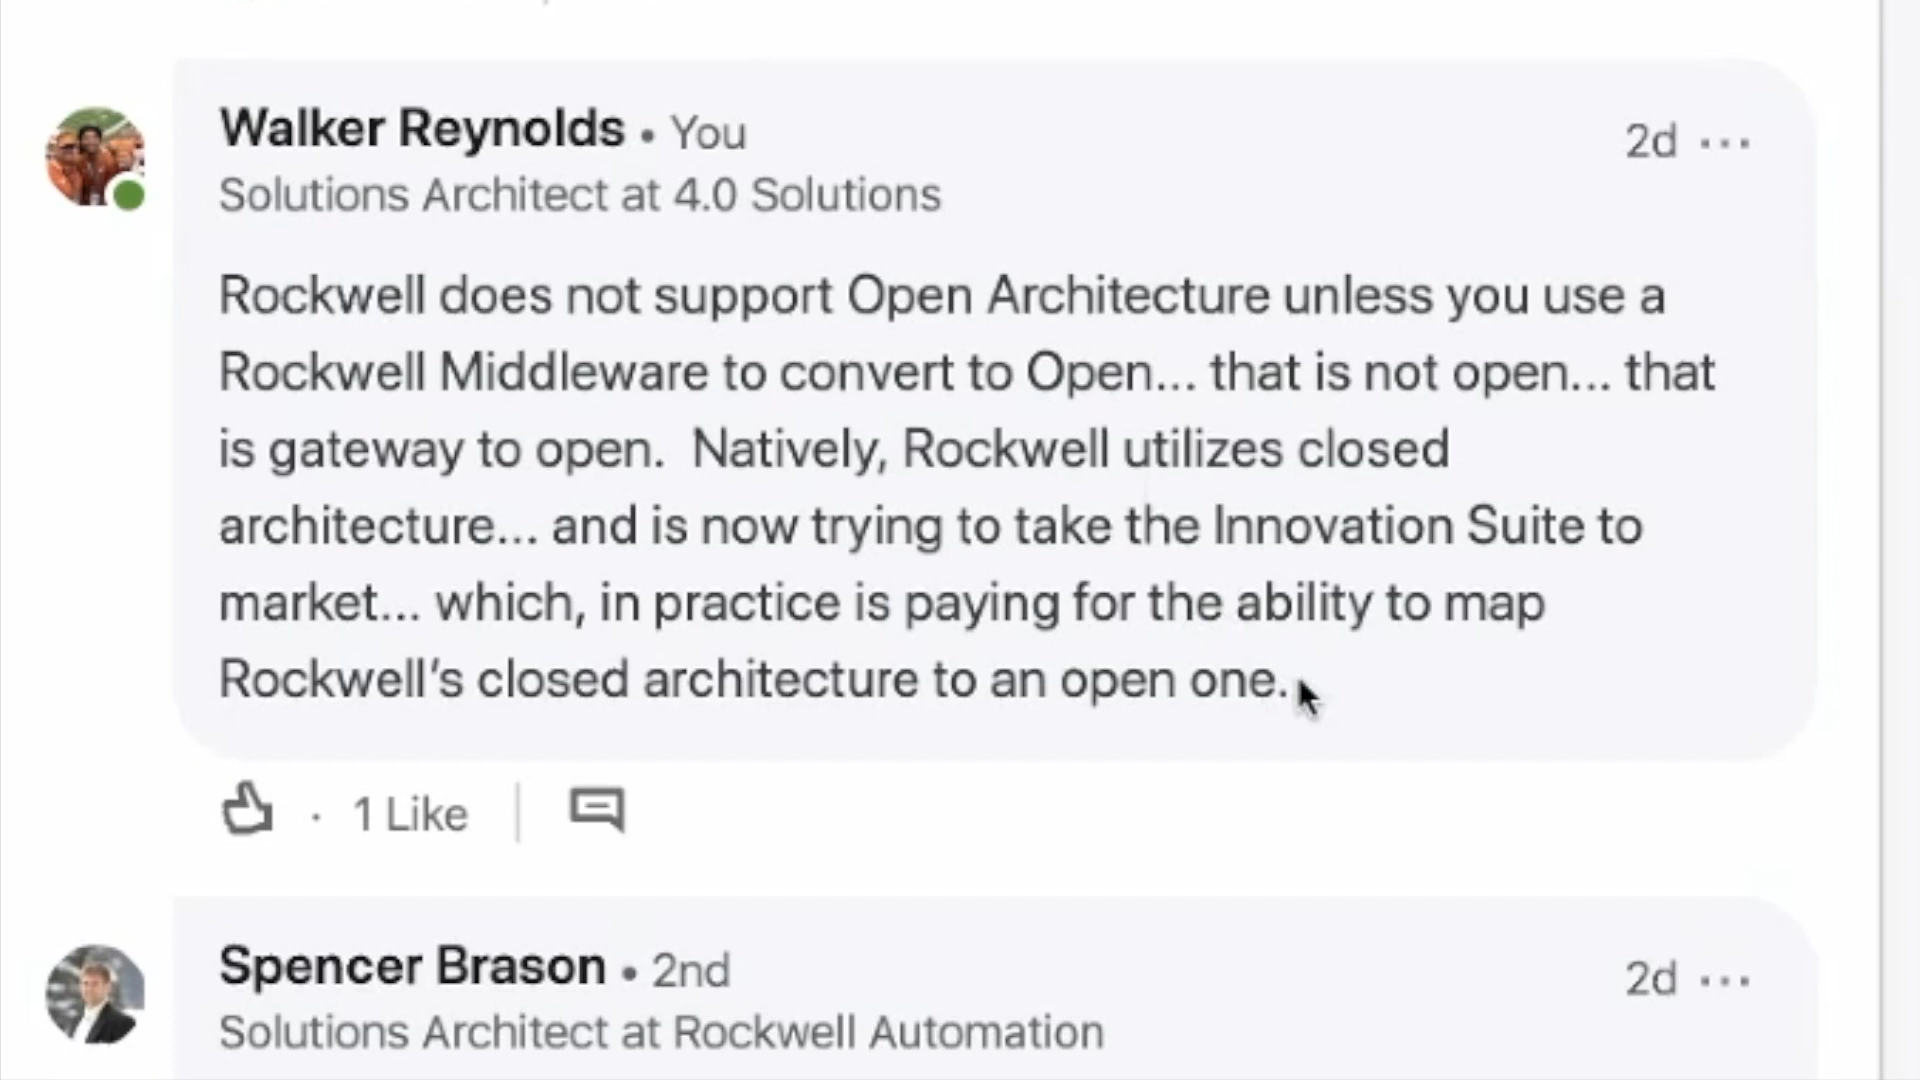 Walker Reynolds • You
2d ...
Solutions Architect at 4.0 Solutions
Rockwell does not support Open Architecture unless you use a
Rockwell Middleware to convert to Open... that is not open... that
is gateway to open.  Natively, Rockwell utilizes closed
architecture... and is now trying to take the Innovation Suite to
market... which, in practice is paying for the ability to map
Rockwell's closed architecture to an open one.
· 1 Like
Spencer Brason • 2nd
2d ...
Solutions Architect at Rockwell Automation